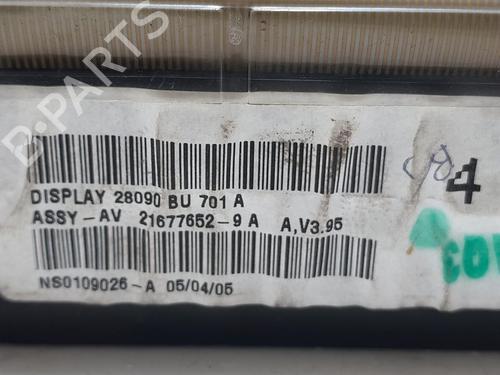 B-PARTS
DISPLAY 28090 BU 701 A
ASSY-AV 21677652-9 A A,V3.95
NS0109026-A 05/04/05
4